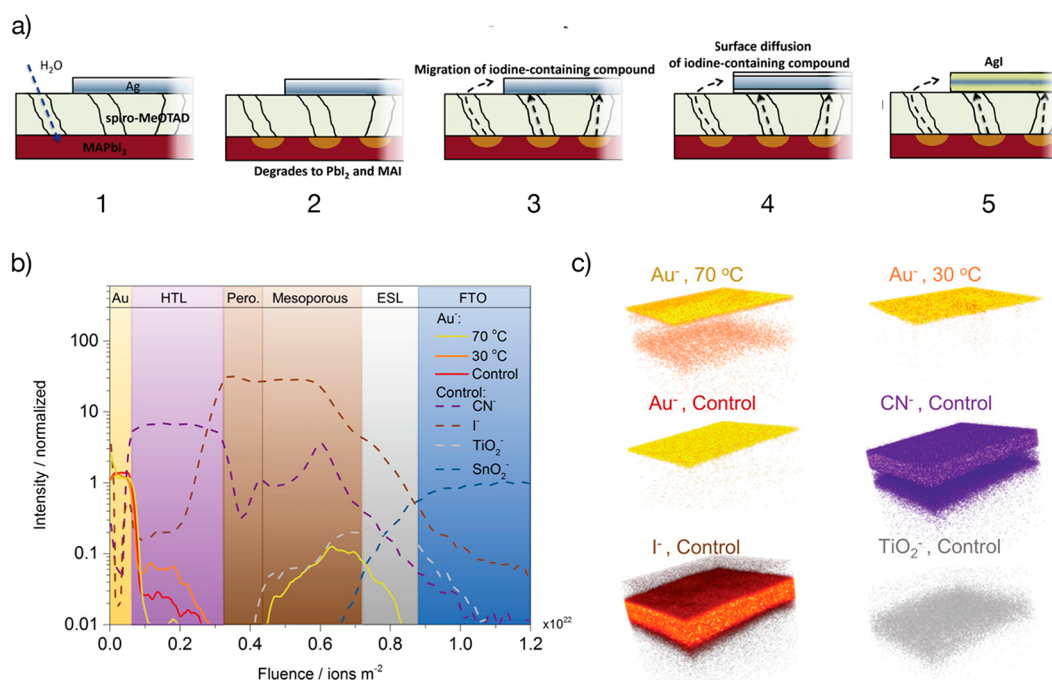 a)
H₂O
Ag
spiro-MeOTAD
MAPbI₃
1
Degrades to PbI₂ and MAI
2
Migration of iodine-containing compound
3
Surface diffusion
of iodine-containing compound
4
AgI
5
b)
Au HTL Pero. Mesoporous ESL FTO
Au⁻:
70 °C
30 °C
Control
Control:
CN⁻
I⁻
TiO₂⁻
SnO₂⁻
Intensity / normalized
100
10
1
0.1
0.01
0.0 0.2 0.4 0.6 0.8 1.0 1.2
x10²²
Fluence / ions m⁻²
c)
Au⁻, 70 °C
Au⁻, 30 °C
Au⁻, Control
CN⁻, Control
I⁻, Control
TiO₂⁻, Control